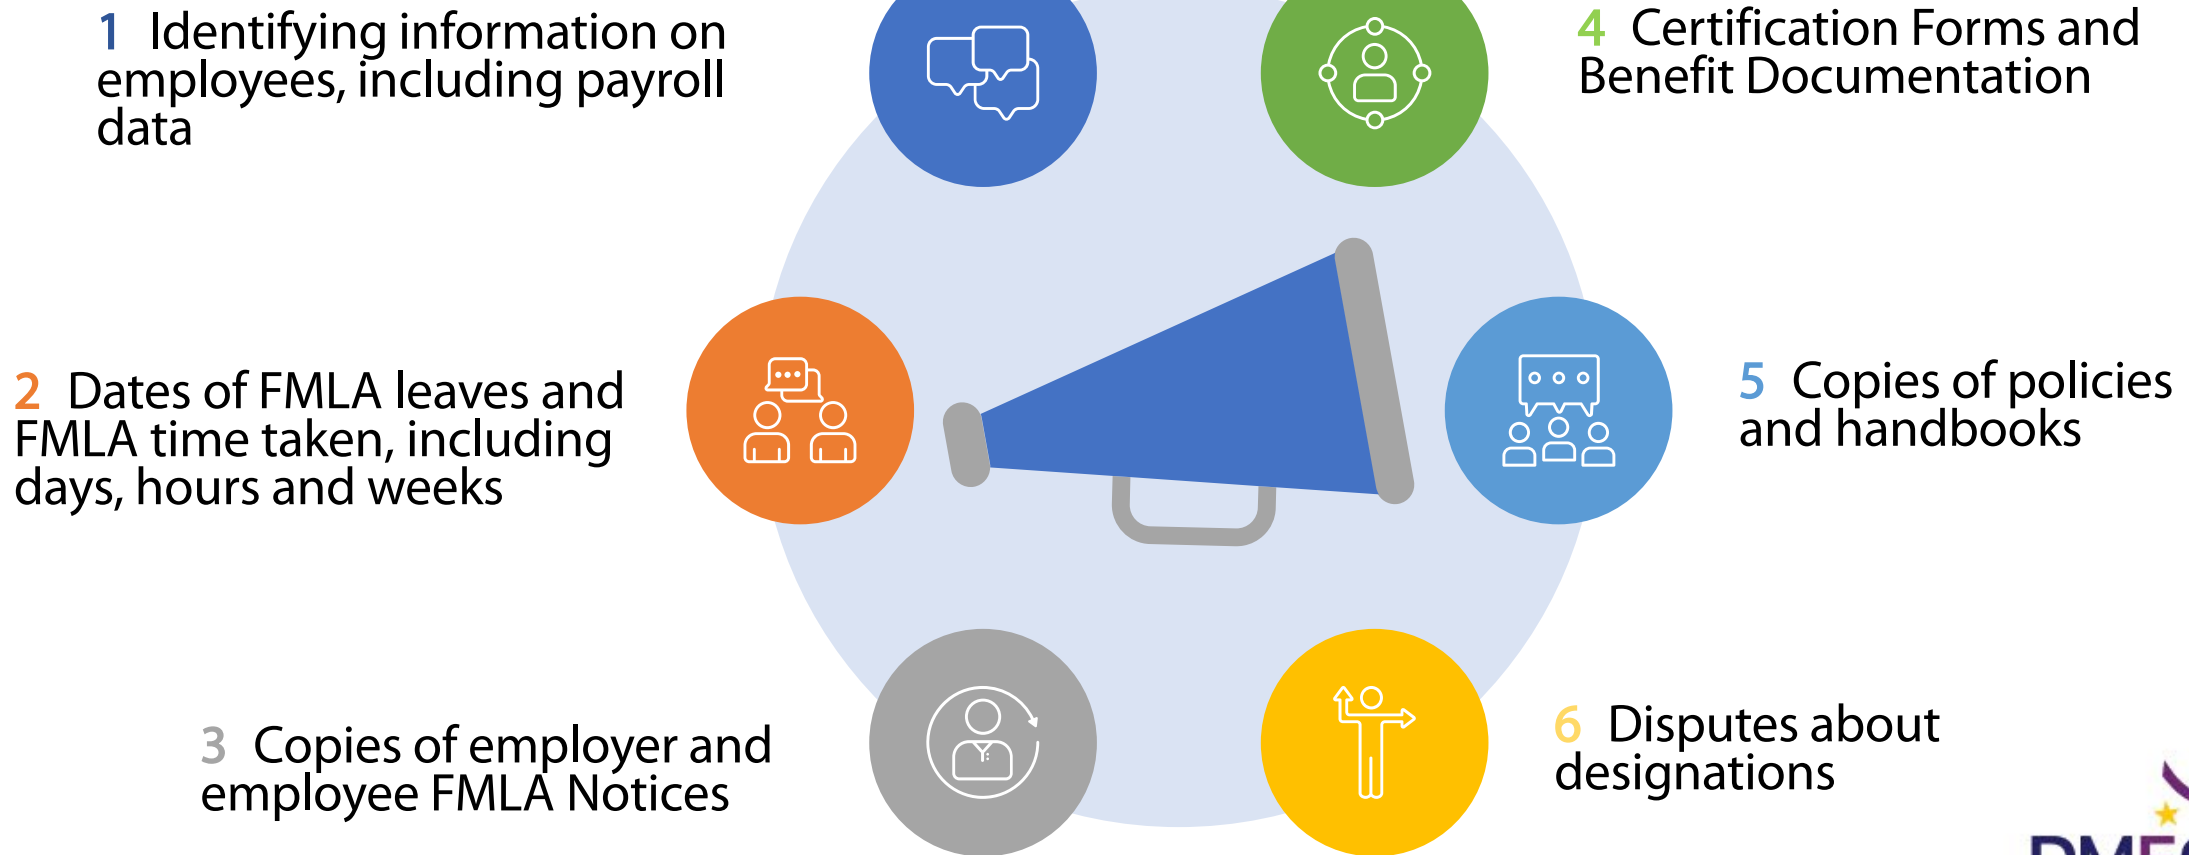 1 Identifying information on
employees, including payroll
data
2 Dates of FMLA leaves and
FMLA time taken, including
days, hours and weeks
3 Copies of employer and
employee FMLA Notices
4 Certification Forms and
Benefit Documentation
5 Copies of policies
and handbooks
6 Disputes about
designations